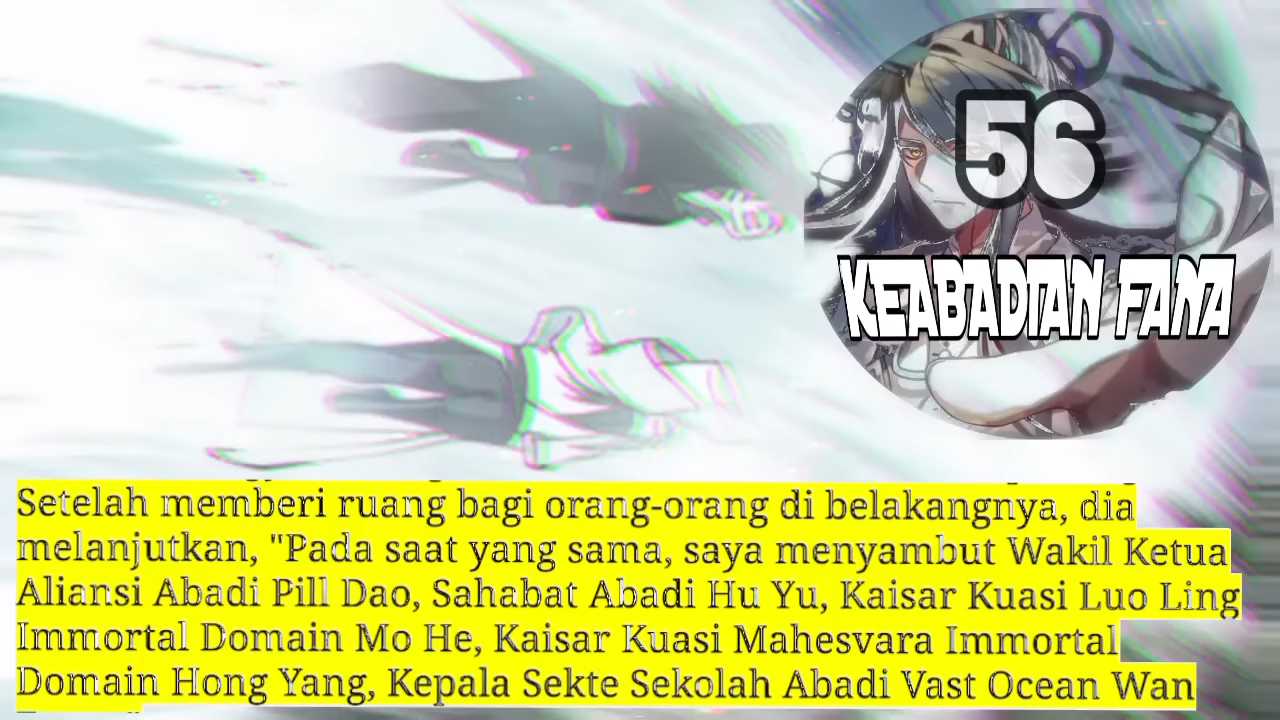 56
KEABADIAN FANA
Setelah memberi ruang bagi orang-orang di belakangnya, dia
melanjutkan, "Pada saat yang sama, saya menyambut Wakil Ketua
Aliansi Abadi Pill Dao, Sahabat Abadi Hu Yu, Kaisar Kuasi Luo Ling
Immortal Domain Mo He, Kaisar Kuasi Mahesvara Immortal
Domain Hong Yang, Kepala Sekte Sekolah Abadi Vast Ocean Wan